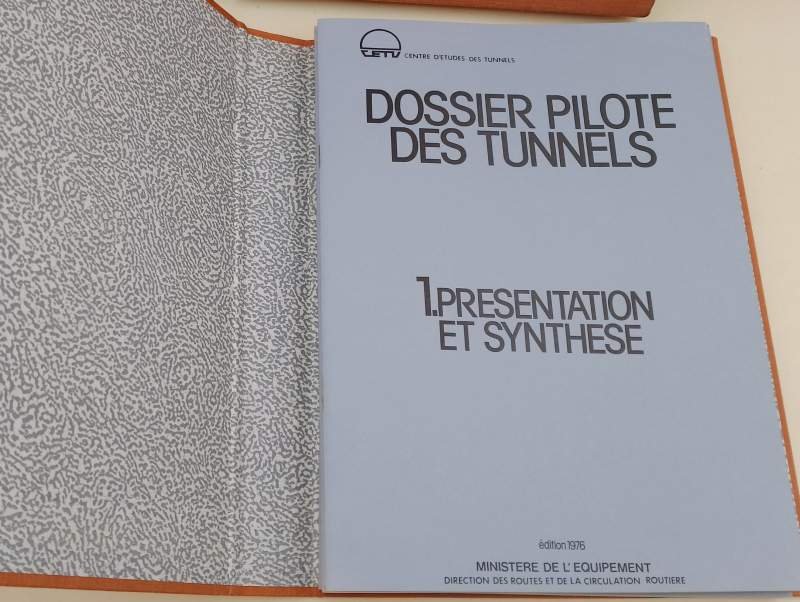 CETU CENTRE D'ETUDES DES TUNNELS
DOSSIER PILOTE
DES TUNNELS
1.PRESENTATION
ET SYNTHESE
édition 1976
MINISTERE DE L'EQUIPEMENT
DIRECTION DES ROUTES ET DE LA CIRCULATION ROUTIERE